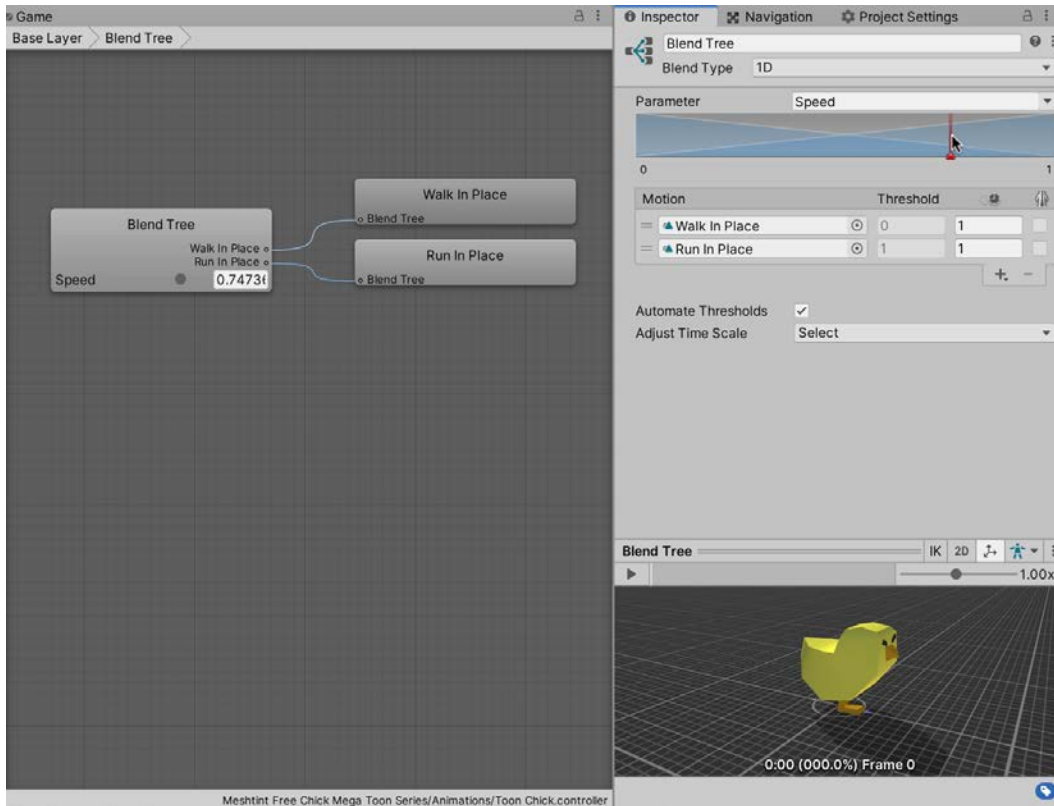 Game
Base Layer
Blend Tree
Blend Tree
Walk In Place
Run In Place
Speed
0.7473
Walk In Place
Blend Tree
Run In Place
Blend Tree
Meshtint Free Chick Mega Toon Series/Animations/Toon Chick.controller
Inspector
Navigation
Project Settings
Blend Tree
Blend Type
1D
Parameter
Speed
0
1
Motion
Threshold
Walk In Place
0
1
Run In Place
1
1
Automate Thresholds
Adjust Time Scale
Select
Blend Tree
IK
2D
1.00x
0:00 (000.0%) Frame 0